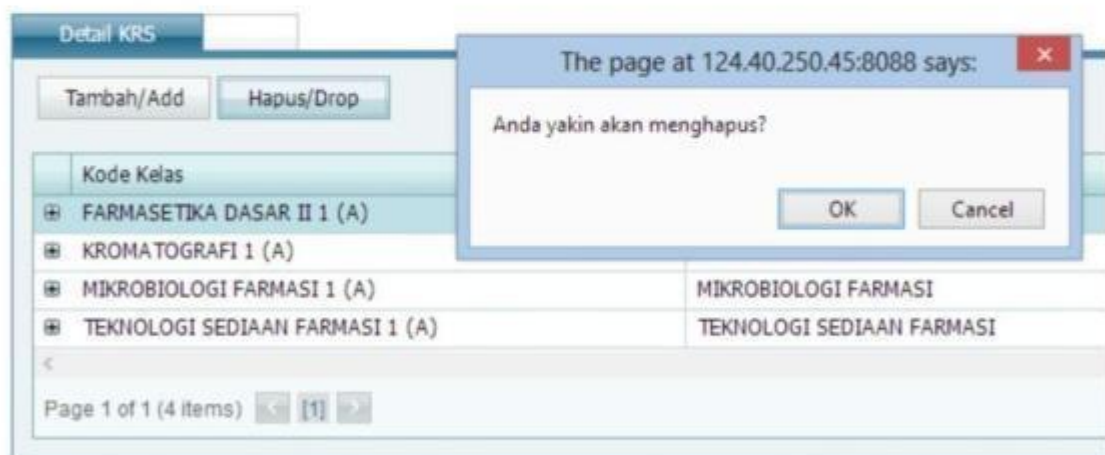 Detail KRS
The page at 124.40.250.45:8088 says:
Tambah/Add Hapus/Drop
Anda yakin akan menghapus?
OK Cancel
Kode Kelas
FARMASETIKA DASAR II 1 (A)
KROMATOGRAFI 1 (A)
MIKROBIOLOGI FARMASI 1 (A) MIKROBIOLOGI FARMASI
TEKNOLOGI SEDIAAN FARMASI 1 (A) TEKNOLOGI SEDIAAN FARMASI
Page 1 of 1 (4 items) [1]